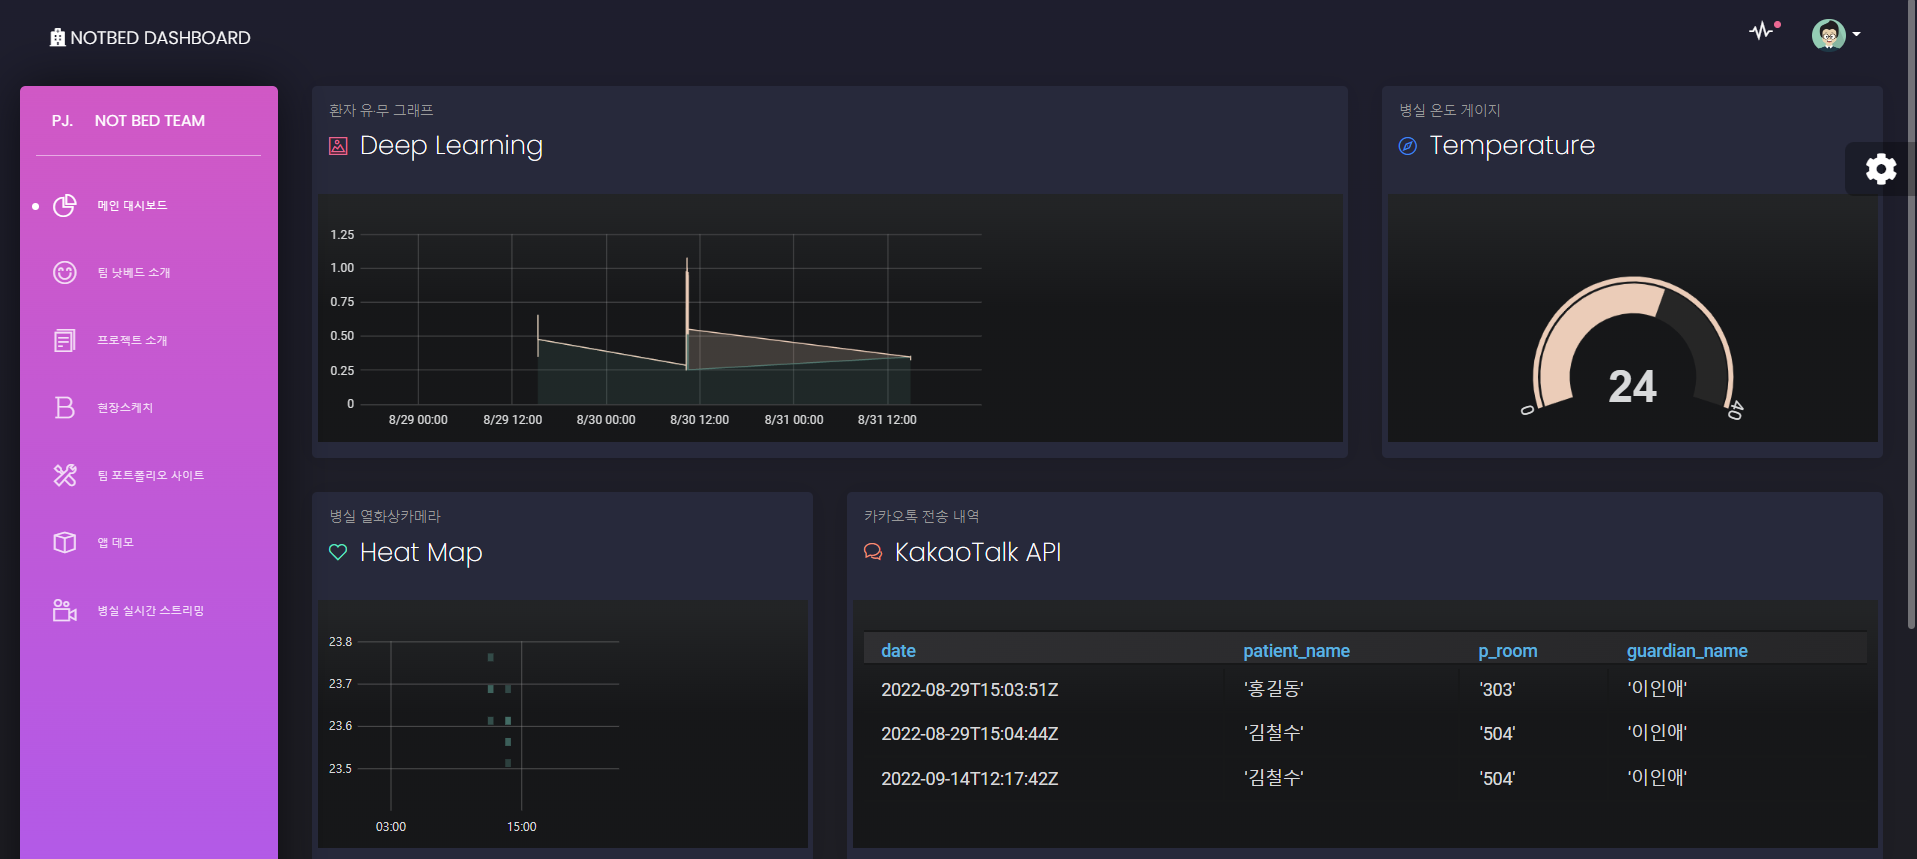 NOTBED DASHBOARD
PJ. NOT BED TEAM
메인 대시보드
팀 낫베드 소개
프로젝트 소개
현장스케치
팀 포트폴리오 사이트
앱 데모
병실 실시간 스트리밍
환자 유·무 그래프
Deep Learning
1.25
1.00
0.75
0.50
0.25
0
8/29 00:00 8/29 12:00 8/30 00:00 8/30 12:00 8/31 00:00 8/31 12:00
병실 온도 게이지
Temperature
24
0 40
병실 열화상카메라
Heat Map
23.8
23.7
23.6
23.5
03:00 15:00
카카오톡 전송 내역
KakaoTalk API
date patient_name p_room guardian_name
2022-08-29T15:03:51Z '홍길동' '303' '이인애'
2022-08-29T15:04:44Z '김철수' '504' '이인애'
2022-09-14T12:17:42Z '김철수' '504' '이인애'